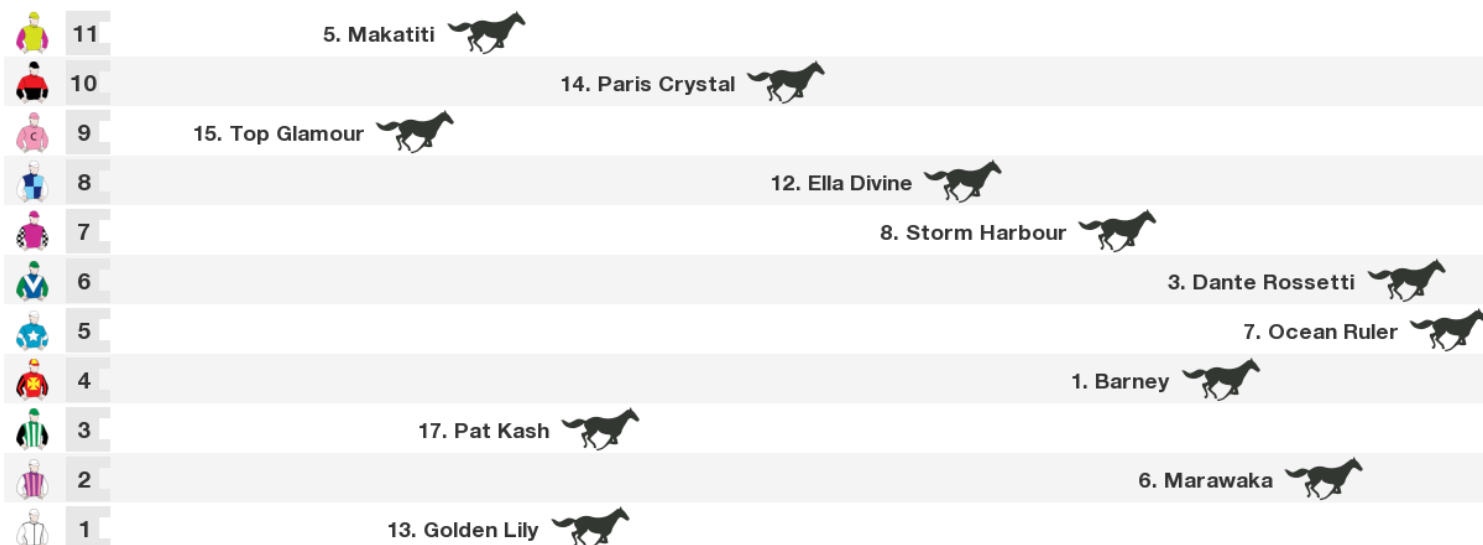 11 5. Makatiti
10 14. Paris Crystal
C 9 15. Top Glamour
8 12. Ella Divine
7 8. Storm Harbour
6 3. Dante Rossetti
5 7. Ocean Ruler
4 1. Barney
3 17. Pat Kash
2 6. Marawaka
1 13. Golden Lily